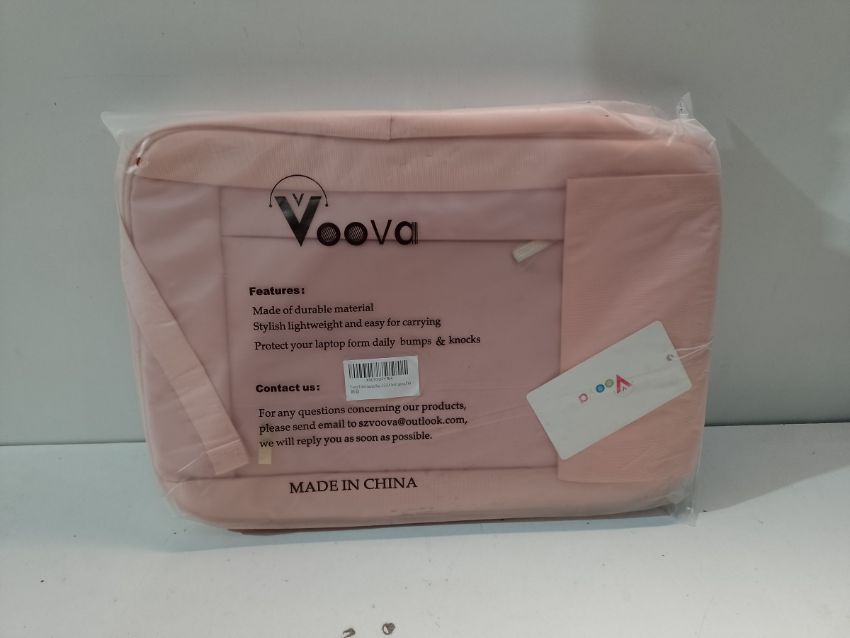 Voova
Features:
Made of durable material
Stylish lightweight and easy for carrying
Protect your laptop form daily bumps & knocks
Contact us:
For any questions concerning our products,
please send email to szvoova@outlook.com,
we will reply you as soon as possible.
MADE IN CHINA
Voova